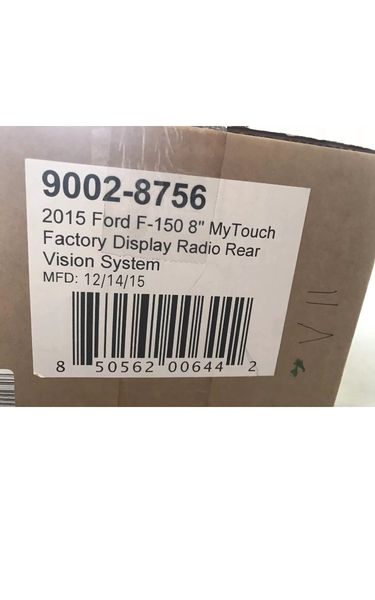 9002-8756
2015 Ford F-150 8" MyTouch
Factory Display Radio Rear
Vision System
MFD: 12/14/15
8 50562 00644 2